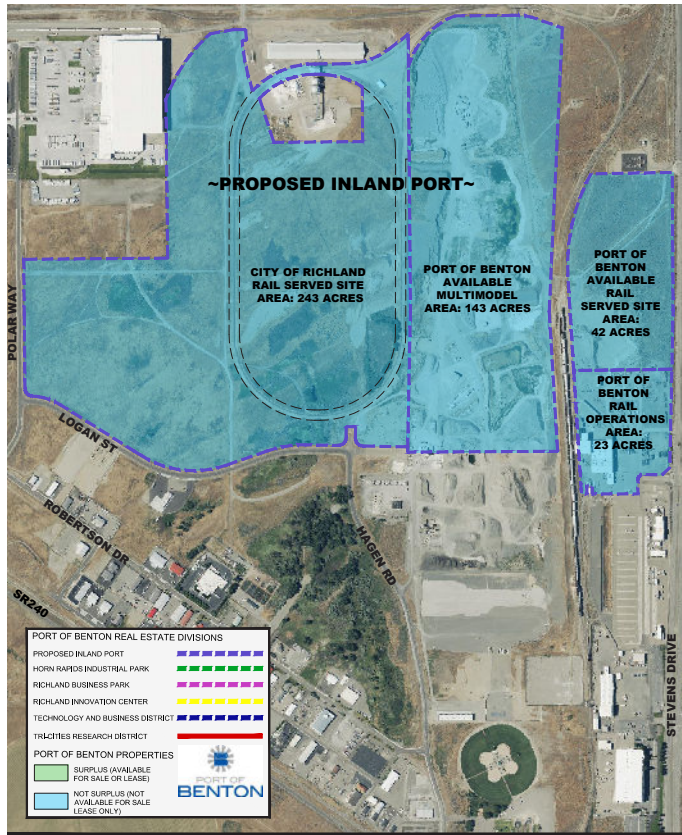 ~PROPOSED INLAND PORT~
CITY OF RICHLAND
RAIL SERVED SITE
AREA: 243 ACRES
PORT OF BENTON
AVAILABLE
MULTIMODEL
AREA: 143 ACRES
PORT OF
BENTON
AVAILABLE
RAIL
SERVED SITE
AREA:
42 ACRES
PORT OF
BENTON
RAIL
OPERATIONS
AREA:
23 ACRES
POLAR WAY
LOGAN ST
ROBERTSON DR
SR240
HAGEN RD
STEVENS DRIVE
PORT OF BENTON REAL ESTATE DIVISIONS
PROPOSED INLAND PORT
HORN RAPIDS INDUSTRIAL PARK
RICHLAND BUSINESS PARK
RICHLAND INNOVATION CENTER
TECHNOLOGY AND BUSINESS DISTRICT
TRI-CITIES RESEARCH DISTRICT
PORT OF BENTON PROPERTIES
SURPLUS (AVAILABLE
FOR SALE OR LEASE)
NOT SURPLUS (NOT
AVAILABLE FOR SALE
LEASE ONLY)
PORT OF
BENTON